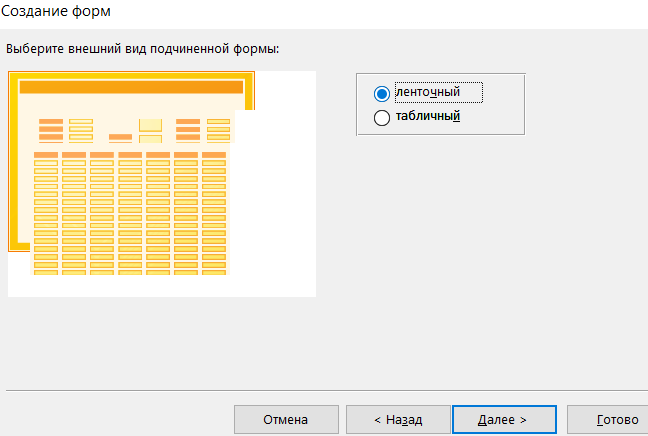 Создание форм
Выберите внешний вид подчиненной формы:
ленточный
табличный
Отмена
< Назад
Далее >
Готово